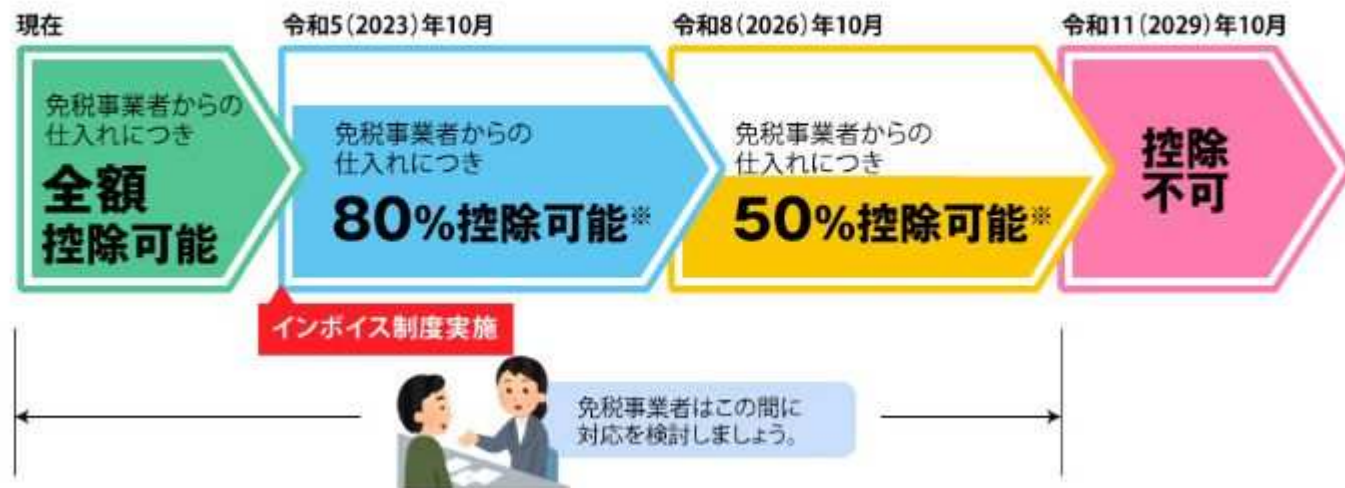 現在
令和5(2023)年10月
令和8(2026)年10月
令和11(2029)年10月
免税事業者からの
仕入れにつき
全額
控除可能
免税事業者からの
仕入れにつき
80%控除可能※
免税事業者からの
仕入れにつき
50%控除可能※
控除
不可
インボイス制度実施
免税事業者はこの間に
対応を検討しましょう。